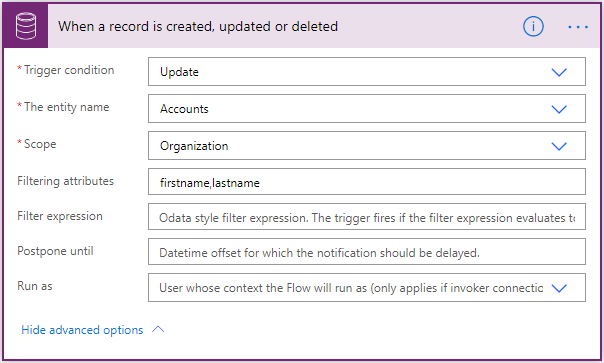 When a record is created, updated or deleted
* Trigger condition Update
* The entity name Accounts
* Scope Organization
Filtering attributes firstname,lastname
Filter expression Odata style filter expression. The trigger fires if the filter expression evaluates to
Postpone until Datetime offset for which the notification should be delayed.
Run as User whose context the Flow will run as (only applies if invoker connectio
Hide advanced options